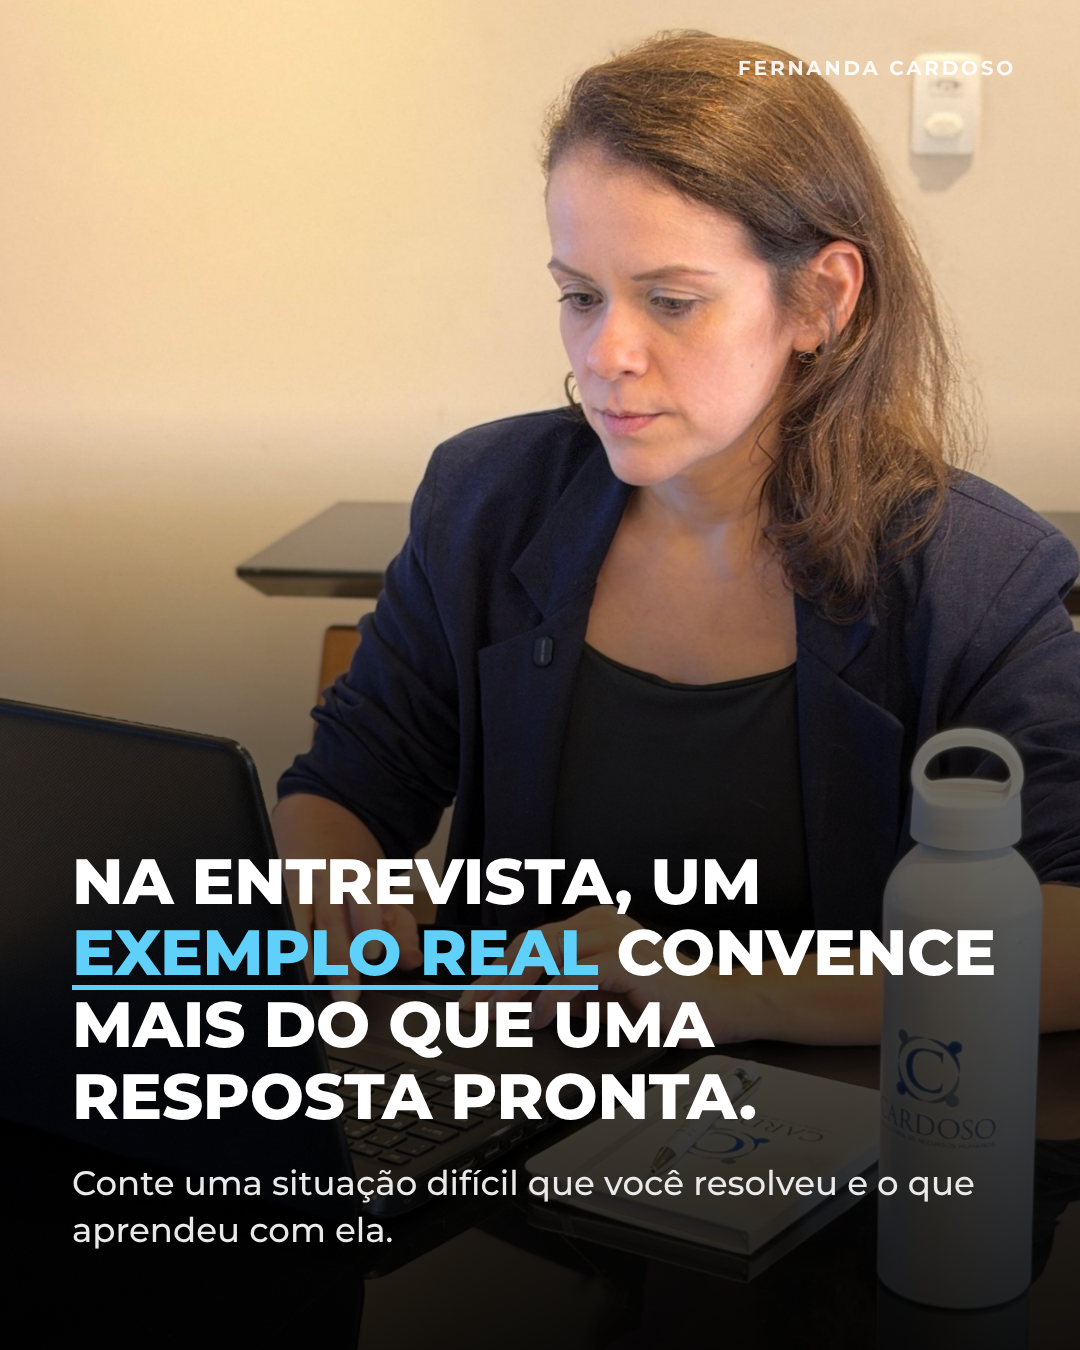 FERNANDA CARDOSO
NA ENTREVISTA, UM
EXEMPLO REAL CONVENCE
MAIS DO QUE UMA
RESPOSTA PRONTA.
Conte uma situação difícil que você resolveu e o que
aprendeu com ela.
C
CARDOSO